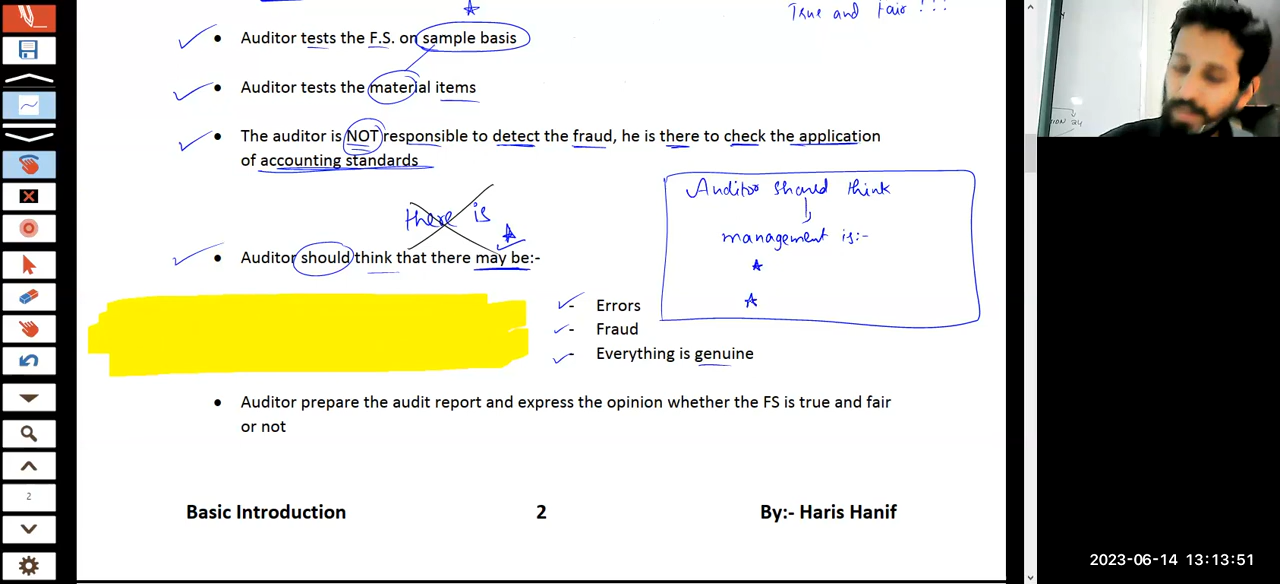 True and Fair !!!
• Auditor tests the F.S. on sample basis
• Auditor tests the material items
• The auditor is NOT responsible to detect the fraud, he is there to check the application
of accounting standards
Auditor shared think
there is
management is:-
• Auditor should think that there may be:-
- Errors
- Fraud
- Everything is genuine
• Auditor prepare the audit report and express the opinion whether the FS is true and fair
or not
2
Basic Introduction 2 By:- Haris Hanif
2023-06-14 13:13:51